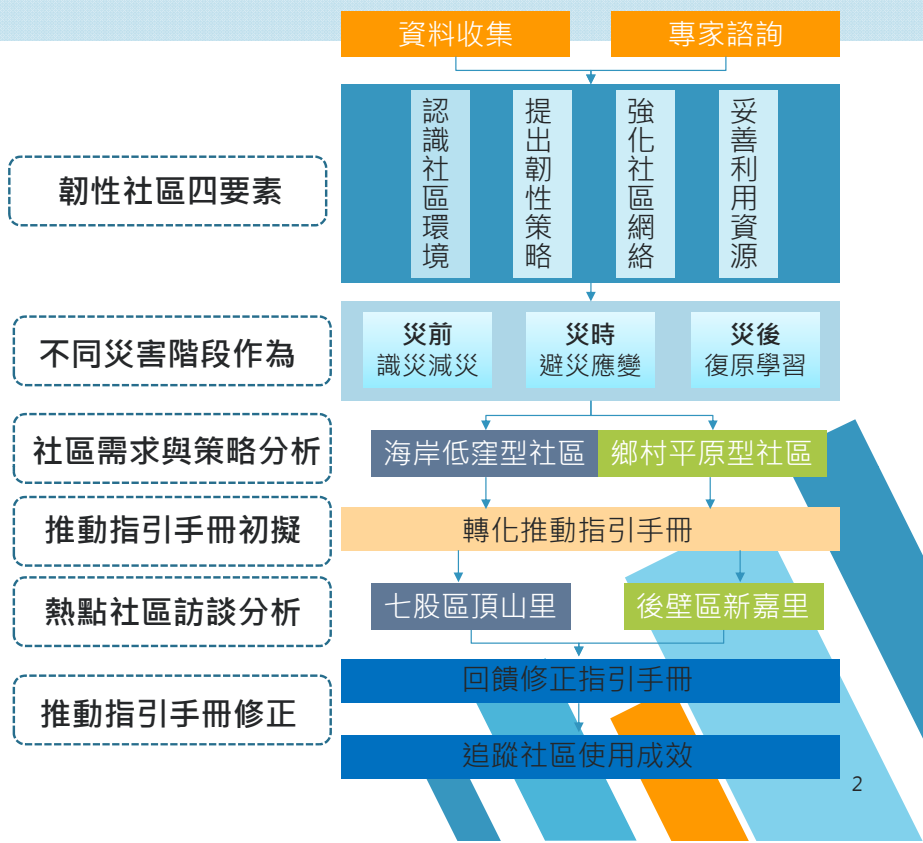 資料收集
專家諮詢
韌性社區四要素
認識社區環境
提出韌性策略
強化社區網絡
妥善利用資源
不同災害階段作為
災前
識災減災
災時
避災應變
災後
復原學習
社區需求與策略分析
海岸低窪型社區
鄉村平原型社區
推動指引手冊初擬
轉化推動指引手冊
熱點社區訪談分析
七股區頂山里
後壁區新嘉里
推動指引手冊修正
回饋修正指引手冊
追蹤社區使用成效
2